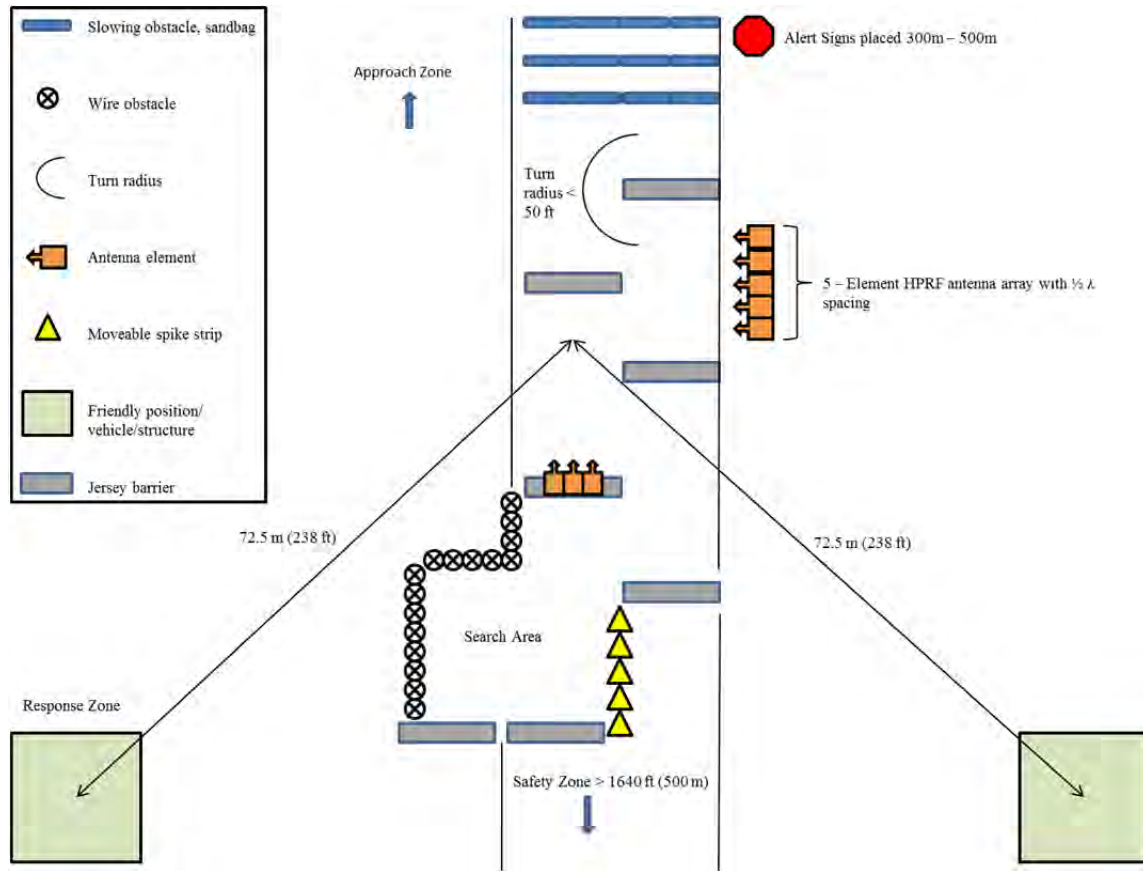 Slowing obstacle, sandbag
Wire obstacle
Turn radius
Antenna element
Moveable spike strip
Friendly position/
vehicle/structure
Jersey barrier
Approach Zone
Alert Signs placed 300m – 500m
Turn
radius <
50 ft
5 – Element HPRF antenna array with ½ λ
spacing
72.5 m (238 ft)
72.5 m (238 ft)
Search Area
Response Zone
Safety Zone > 1640 ft (500 m)